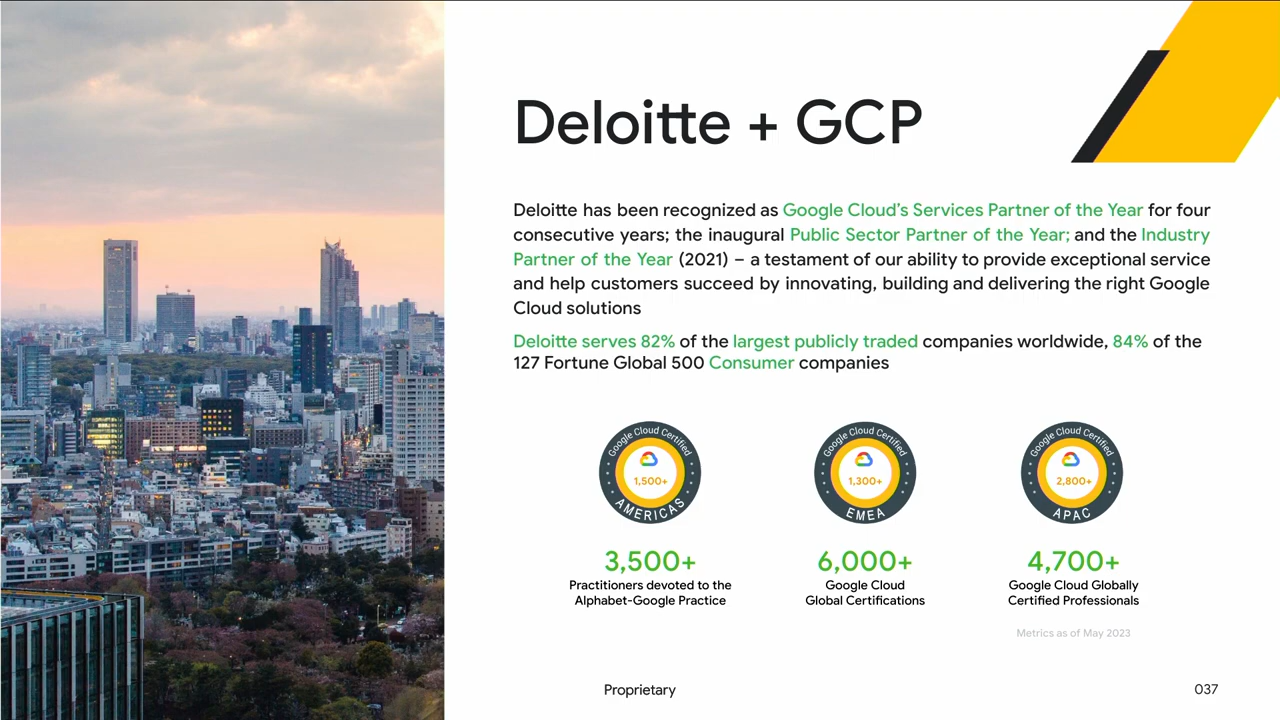 Deloitte + GCP
Deloitte has been recognized as Google Cloud’s Services Partner of the Year for four
consecutive years; the inaugural Public Sector Partner of the Year; and the Industry
Partner of the Year (2021) – a testament of our ability to provide exceptional service
and help customers succeed by innovating, building and delivering the right Google
Cloud solutions
Deloitte serves 82% of the largest publicly traded companies worldwide, 84% of the
127 Fortune Global 500 Consumer companies
Google Cloud Certified
1,500+
AMERICAS
Google Cloud Certified
1,300+
EMEA
Google Cloud Certified
2,800+
APAC
3,500+
Practitioners devoted to the
Alphabet-Google Practice
6,000+
Google Cloud
Global Certifications
4,700+
Google Cloud Globally
Certified Professionals
Metrics as of May 2023
Proprietary
037